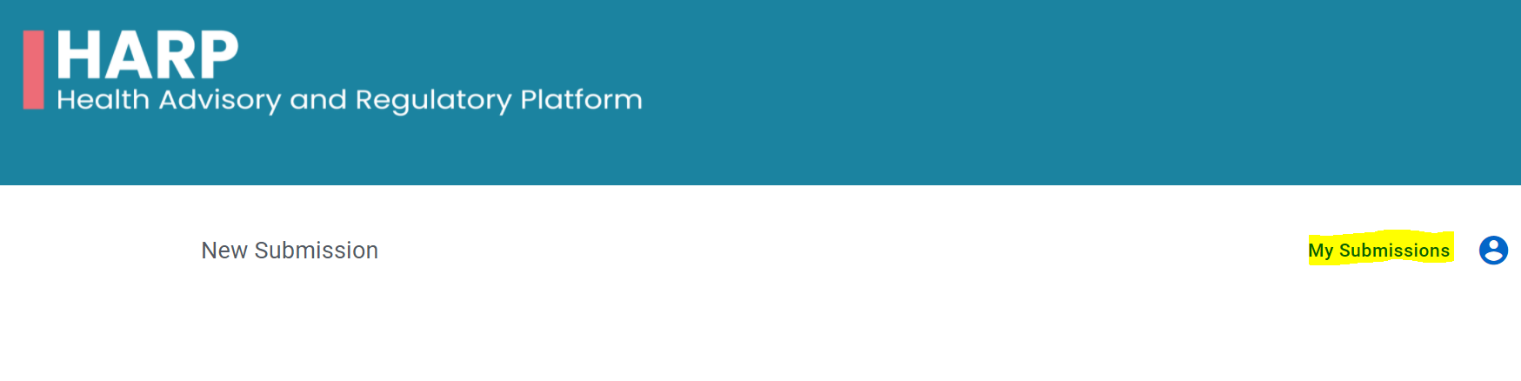 HARP
Health Advisory and Regulatory Platform
New Submission
My Submissions